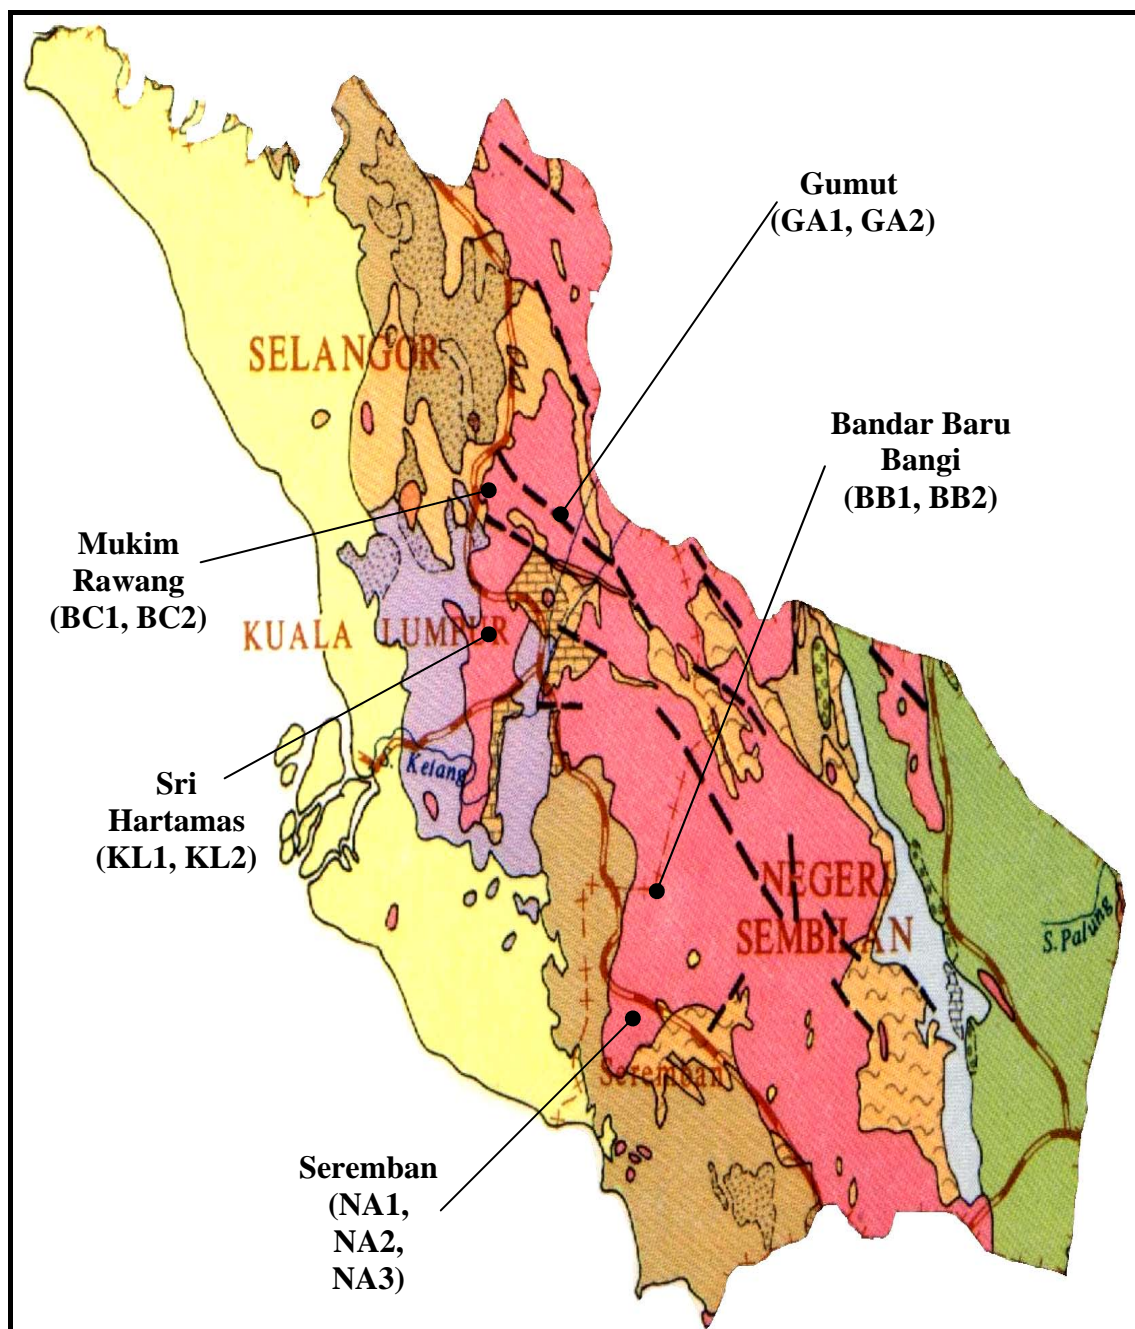 Gumut
(GA1, GA2)
SELANGOR
Bandar Baru
Bangi
(BB1, BB2)
Mukim
Rawang
(BC1, BC2)
KUALA LUMPUR
S. Kelang
Sri
Hartamas
(KL1, KL2)
NEGERI
SEMBILAN
S. Palung
Seremban
Seremban
(NA1,
NA2,
NA3)